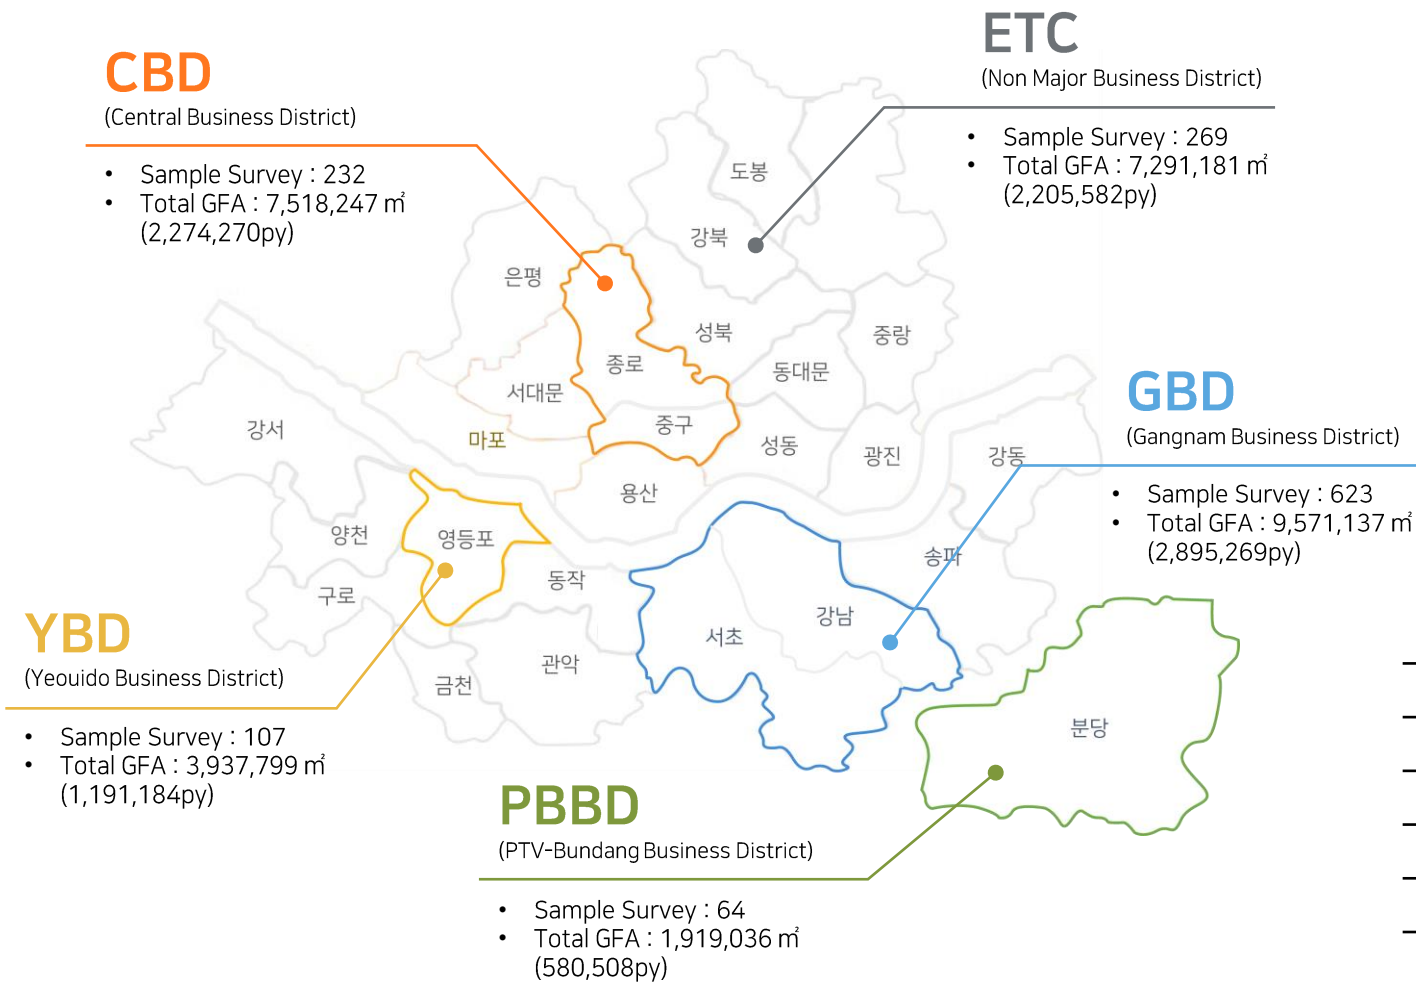 CBD
(Central Business District)
• Sample Survey : 232
• Total GFA : 7,518,247 ㎡
(2,274,270py)
ETC
(Non Major Business District)
• Sample Survey : 269
• Total GFA : 7,291,181 ㎡
(2,205,582py)
도봉
강북
은평
성북
중랑
종로
동대문
서대문
중구
마포
강서
성동
광진
강동
용산
양천
영등포
동작
송파
구로
서초
강남
관악
금천
분당
GBD
(Gangnam Business District)
• Sample Survey : 623
• Total GFA : 9,571,137 ㎡
(2,895,269py)
YBD
(Yeouido Business District)
• Sample Survey : 107
• Total GFA : 3,937,799 ㎡
(1,191,184py)
PBBD
(PTV-Bundang Business District)
• Sample Survey : 64
• Total GFA : 1,919,036 ㎡
(580,508py)